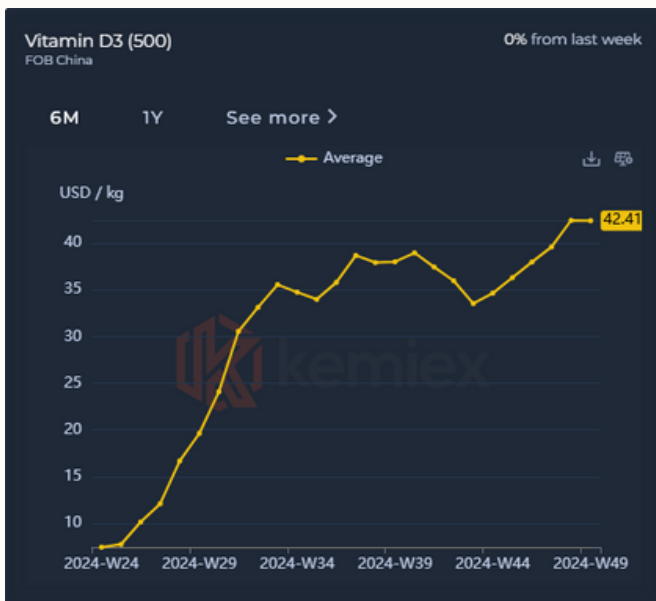 Vitamin D3 (500)
0% from last week
FOB China
6M 1Y See more >
Average
USD / kg
42.41
40
35
30
kemiex
25
20
15
10
2024-W24 2024-W29 2024-W34 2024-W39 2024-W44 2024-W49